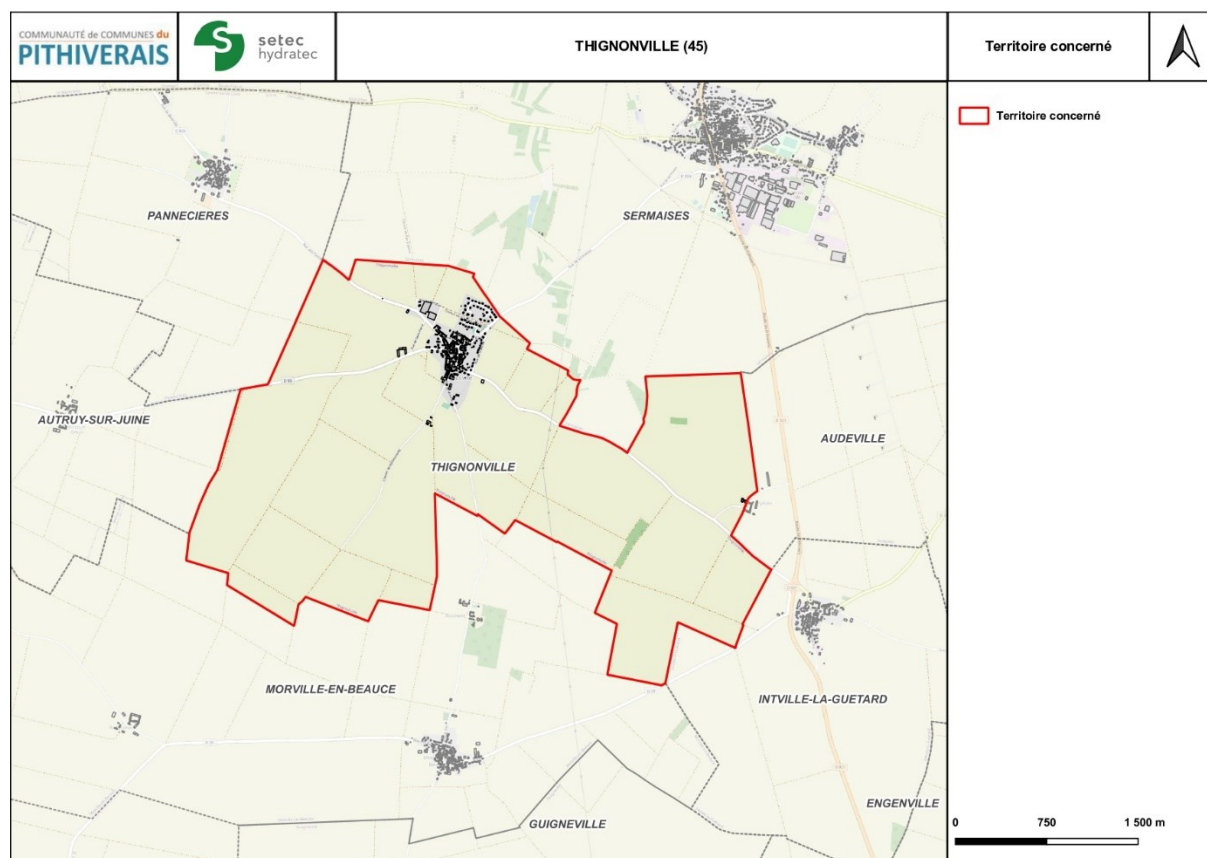 COMMUNAUTÉ de COMMUNES du
PITHIVERAIS
setec
hydratec
THIGNONVILLE (45)
Territoire concerné
Territoire concerné
PANNECIERES
SERMAISES
AUTRUY-SUR-JUINE
AUDEVILLE
THIGNONVILLE
MORVILLE-EN-BEAUCE
INTVILLE-LA-GUETARD
ENGENVILLE
GUIGNEVILLE
0 750 1 500 m